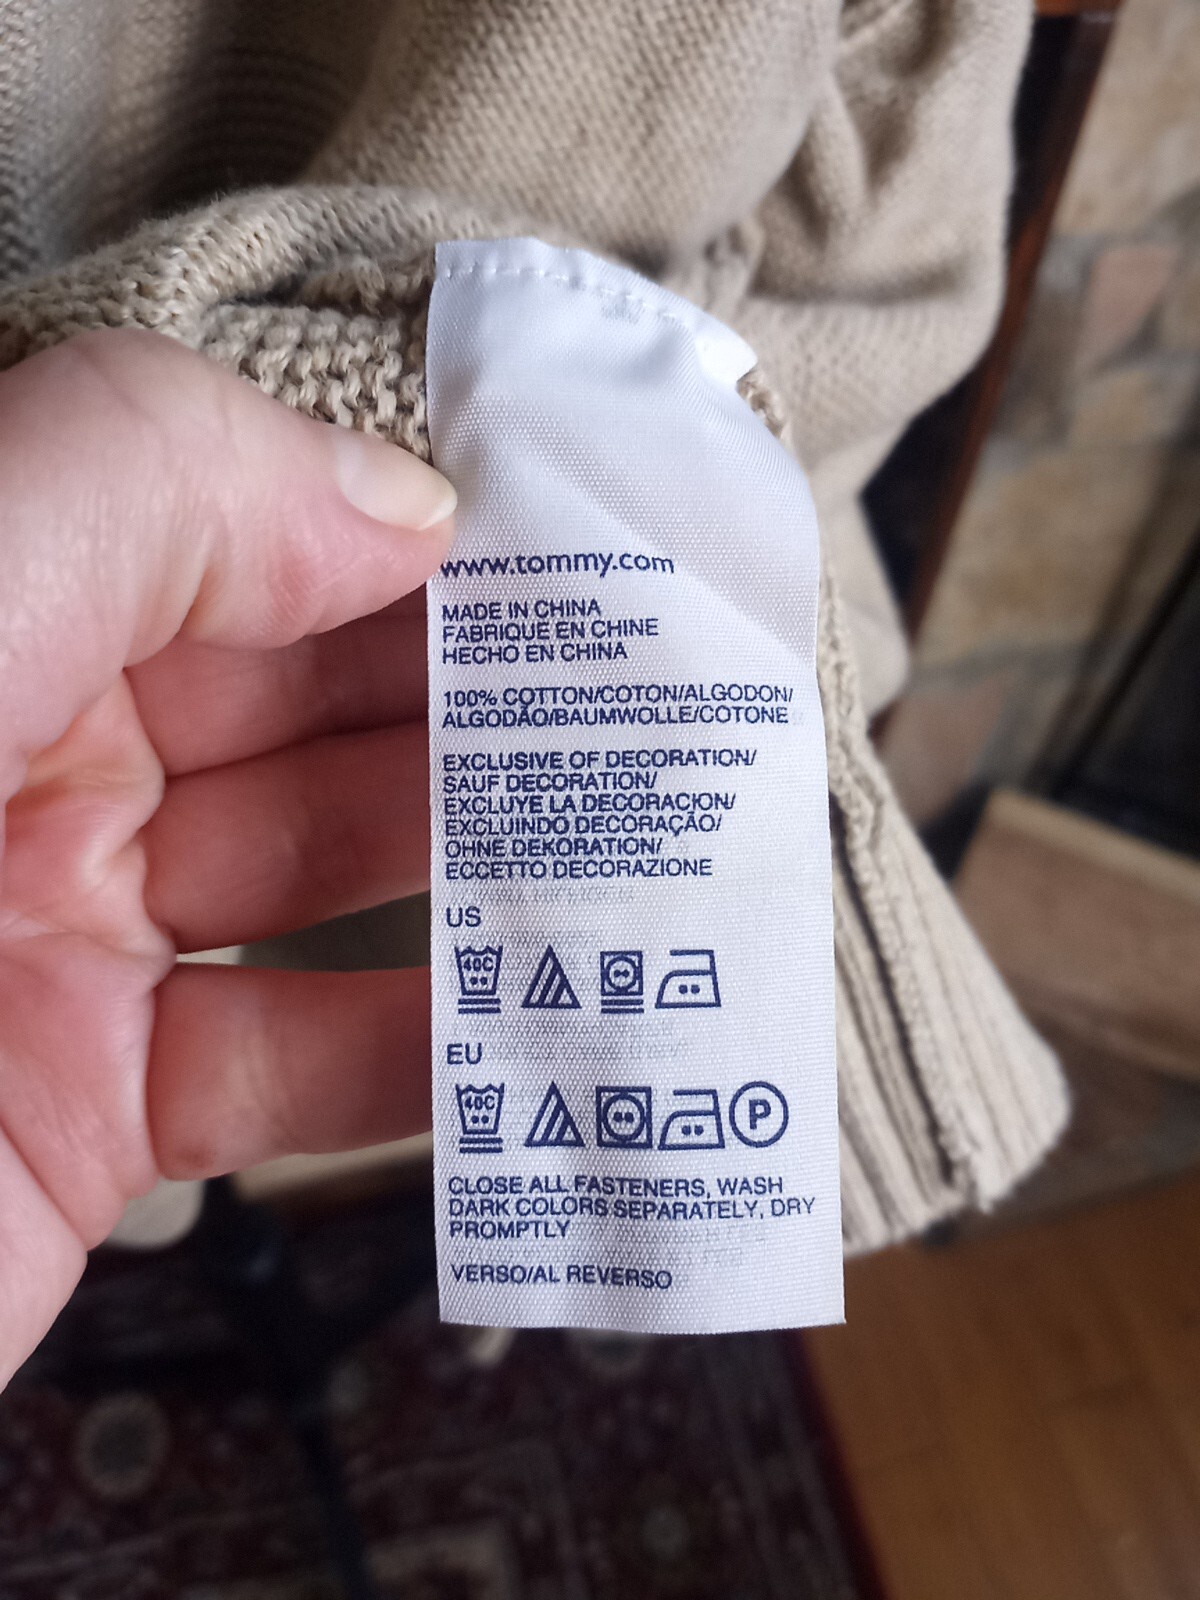 www.tommy.com
MADE IN CHINA
FABRIQUE EN CHINE
HECHO EN CHINA
100% COTTON/COTON/ALGODON/
ALGODÃO/BAUMWOLLE/COTONE
EXCLUSIVE OF DECORATION/
SAUF DECORATION/
EXCLUYE LA DECORACION/
EXCLUINDO DECORAÇÃO/
OHNE DEKORATION/
ECCETTO DECORAZIONE
US
40C
EU
40C P
CLOSE ALL FASTENERS, WASH
DARK COLORS SEPARATELY, DRY
PROMPTLY
VERSO/AL REVERSO